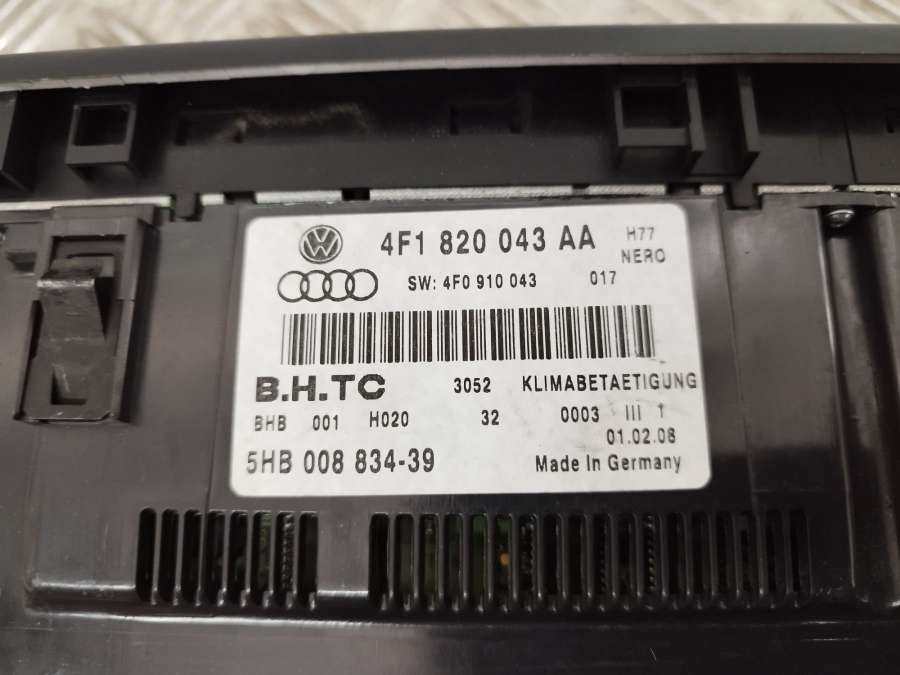 4F1 820 043 AA H77
NERO
SW: 4F0 910 043 017
B.H.TC 3052 KLIMABETAETIGUNG
BHB 001 H020 32 0003 III 1
01.02.08
5HB 008 834-39 Made In Germany